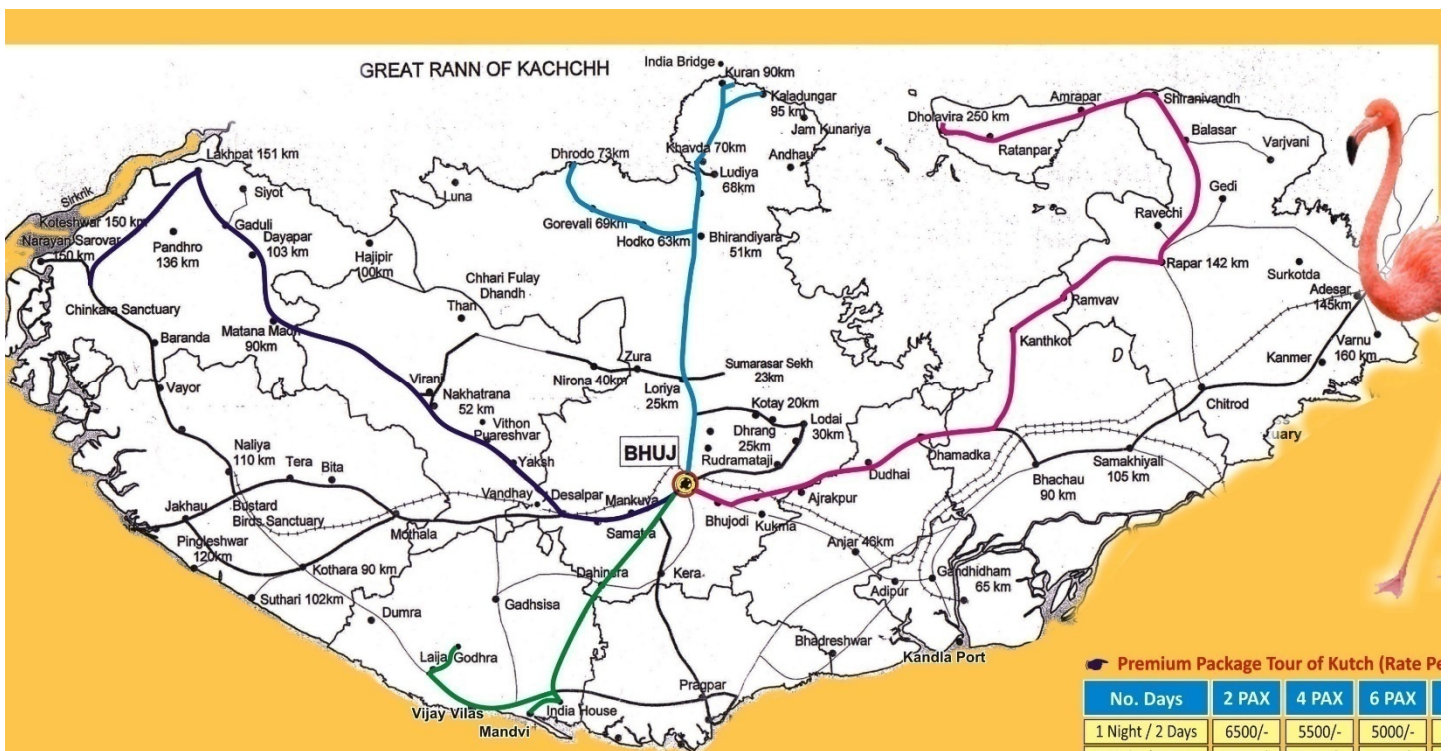 GREAT RANN OF KACHCHH
India Bridge
Kuran 90km
Kaladungar
95 km
Jam Kunariya
Khavda 70km
Andhau
Ludiya
68km
Dhrodo 73km
Gorevali 69km
Hodko 63km
Bhirandiyara
51km
Luna
Lakhpat 151 km
Siyot
Sirkrik
Koteshwar 150 km
Narayan Sarovar
150 km
Gaduli
Pandhro
136 km
Dayapar
103 km
Hajipir
100km
Chhari Fulay
Dhandh
Than
Chinkara Sanctuary
Baranda
Matana Madh
90km
Vayor
Virani
Nakhatrana
52 km
Vithon
Puareshvar
Yaksh
Nirona 40km
Zura
Loriya
25km
Sumarasar Sekh
23km
Kotay 20km
Lodai
30km
Dhrang
25km
Rudramataji
BHUJ
Amrapar
Shiranivandh
Dholavira 250 km
Ratanpar
Balasar
Varjvani
Gedi
Ravechi
Rapar 142 km
Surkotda
Adesar
145km
Ramvav
Kanthkot
Varnu
160 km
Kanmer
D
Chitrod
Dhamadka
Dudhai
Samakhiyali
105 km
Bhachau
90 km
Ajrakpur
Bhujodi
Kukma
Anjar 46km
Gandhidham
65 km
Adipur
Naliya
110 km
Tera
Bita
Vandhay
Desalpar
Mankuva
Samatra
Jakhau
Bustard
Birds Sanctuary
Mothala
Pingleshwar
120km
Kothara 90 km
Suthari 102km
Dumra
Gadhsisa
Dahinsra
Kera
Bhadreshwar
Kandla Port
Laija
Godhra
Pragpar
India House
Vijay Vilas
Mandvi
uary
Premium Package Tour of Kutch (Rate Pe
No. Days 2 PAX 4 PAX 6 PAX
1 Night / 2 Days 6500/- 5500/- 5000/-